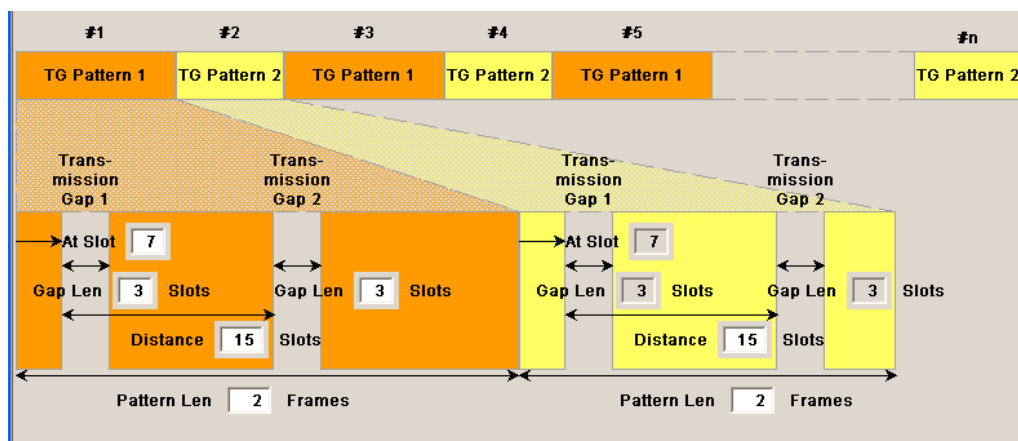 #1 #2 #3 #4 #5 #n
TG Pattern 1 TG Pattern 2 TG Pattern 1 TG Pattern 2 TG Pattern 1 TG Pattern 2
Trans-
mission
Gap 1
Trans-
mission
Gap 2
Trans-
mission
Gap 1
Trans-
mission
Gap 2
At Slot 7 At Slot 7
Gap Len 3 Slots Gap Len 3 Slots Gap Len 3 Slots Gap Len 3 Slots
Distance 15 Slots Distance 15 Slots
Pattern Len 2 Frames Pattern Len 2 Frames